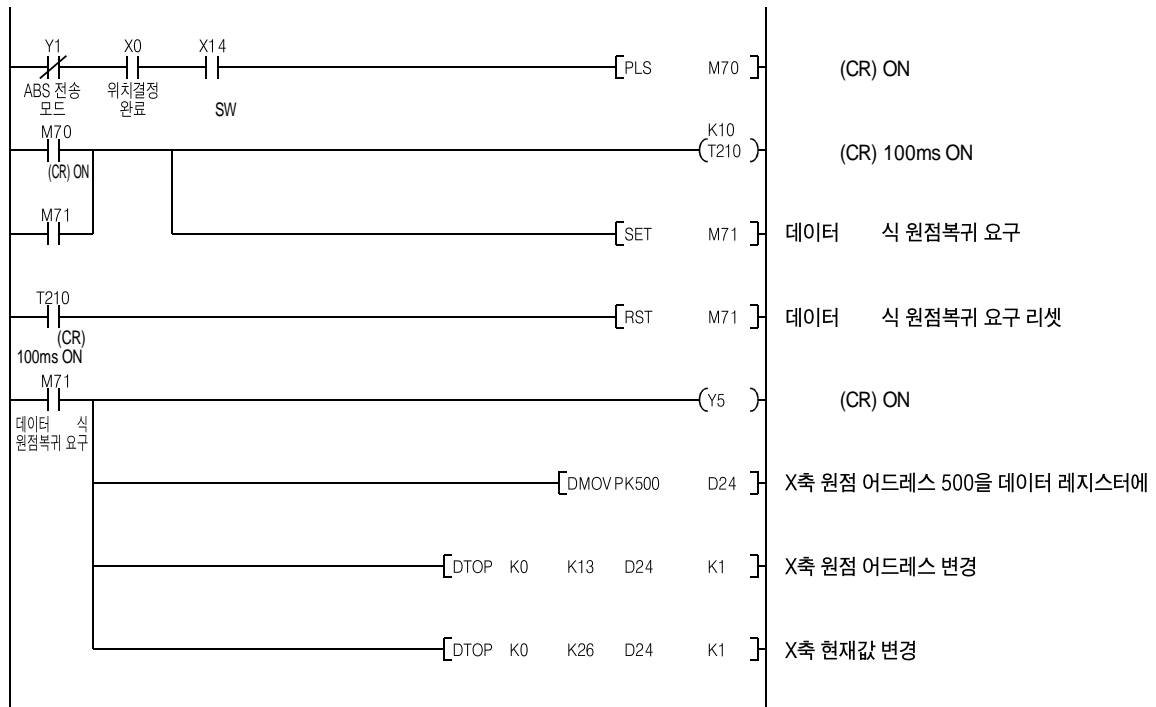 Y1 X0 X14
PLS M70 (CR) ON
ABS 전송 위치결정
모드 완료 SW
M70 K10
T210 (CR) 100ms ON
(CR) ON
M71
SET M71 데이터 식 원점복귀 요구
T210
RST M71 데이터 식 원점복귀 요구 리셋
(CR)
100ms ON
M71
Y5 (CR) ON
데이터 식
원점복귀 요구
DMOVPK500 D24 X축 원점 어드레스 500을 데이터 레지스터에
DTOP K0 K13 D24 K1 X축 원점 어드레스 변경
DTOP K0 K26 D24 K1 X축 현재값 변경